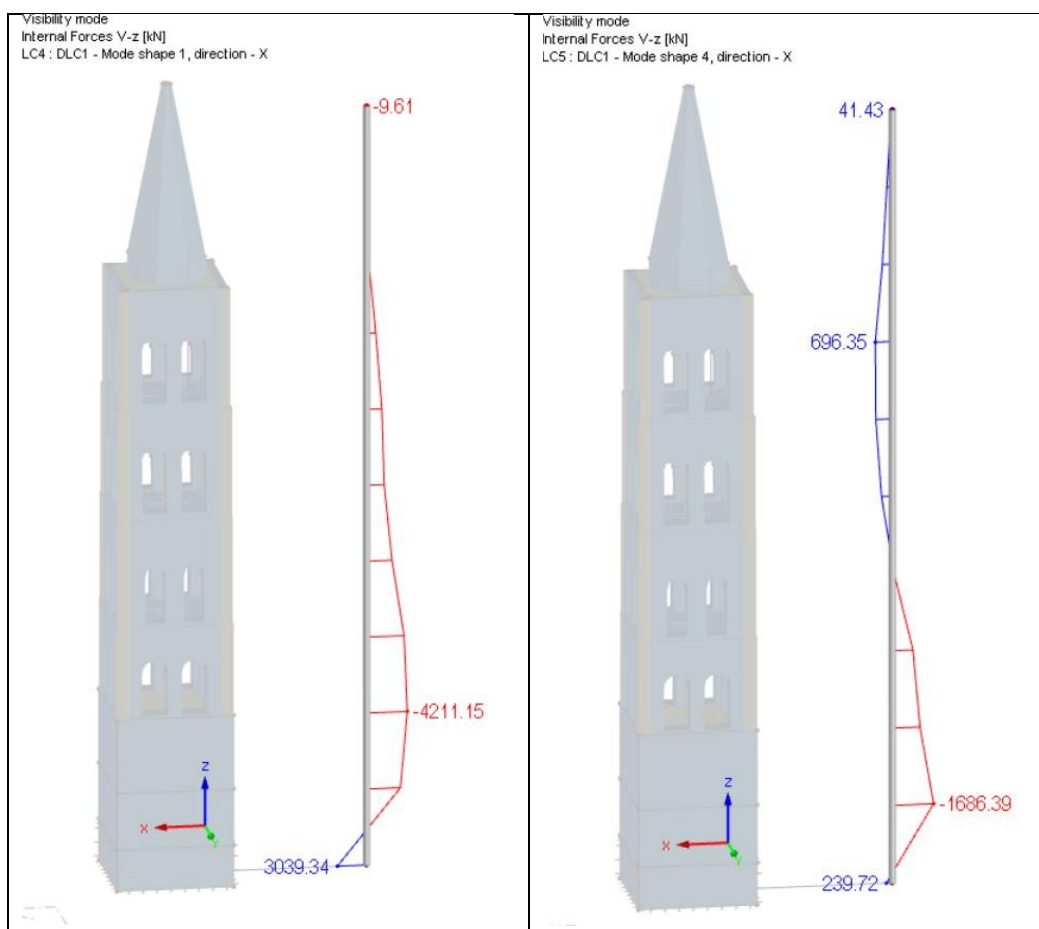 Visibility mode
Internal Forces V-z [kN]
LC4 : DLC1 - Mode shape 1, direction - X
-9.61
-4211.15
Z
X
Y
3039.34
Visibility mode
Internal Forces V-z [kN]
LC5 : DLC1 - Mode shape 4, direction - X
41.43
696.35
-1686.39
Z
X
Y
239.72